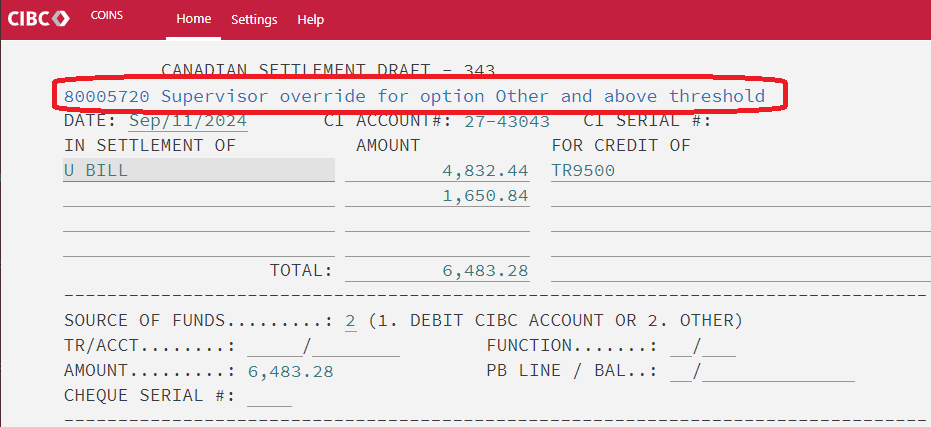 CIBC COINS Home Settings Help
CANADIAN SETTLEMENT DRAFT - 343
80005720 Supervisor override for option Other and above threshold
DATE: Sep/11/2024 CI ACCOUNT#: 27-43043 CI SERIAL #:
IN SETTLEMENT OF AMOUNT FOR CREDIT OF
U BILL 4,832.44 TR9500
1,650.84
TOTAL: 6,483.28
--------------------------------------------------------------------------------
SOURCE OF FUNDS.........: 2 (1. DEBIT CIBC ACCOUNT OR 2. OTHER)
TR/ACCT........: _____/________ FUNCTION.......: __/___
AMOUNT.........: 6,483.28 PB LINE / BAL..: __/______________
CHEQUE SERIAL #: ____
--------------------------------------------------------------------------------